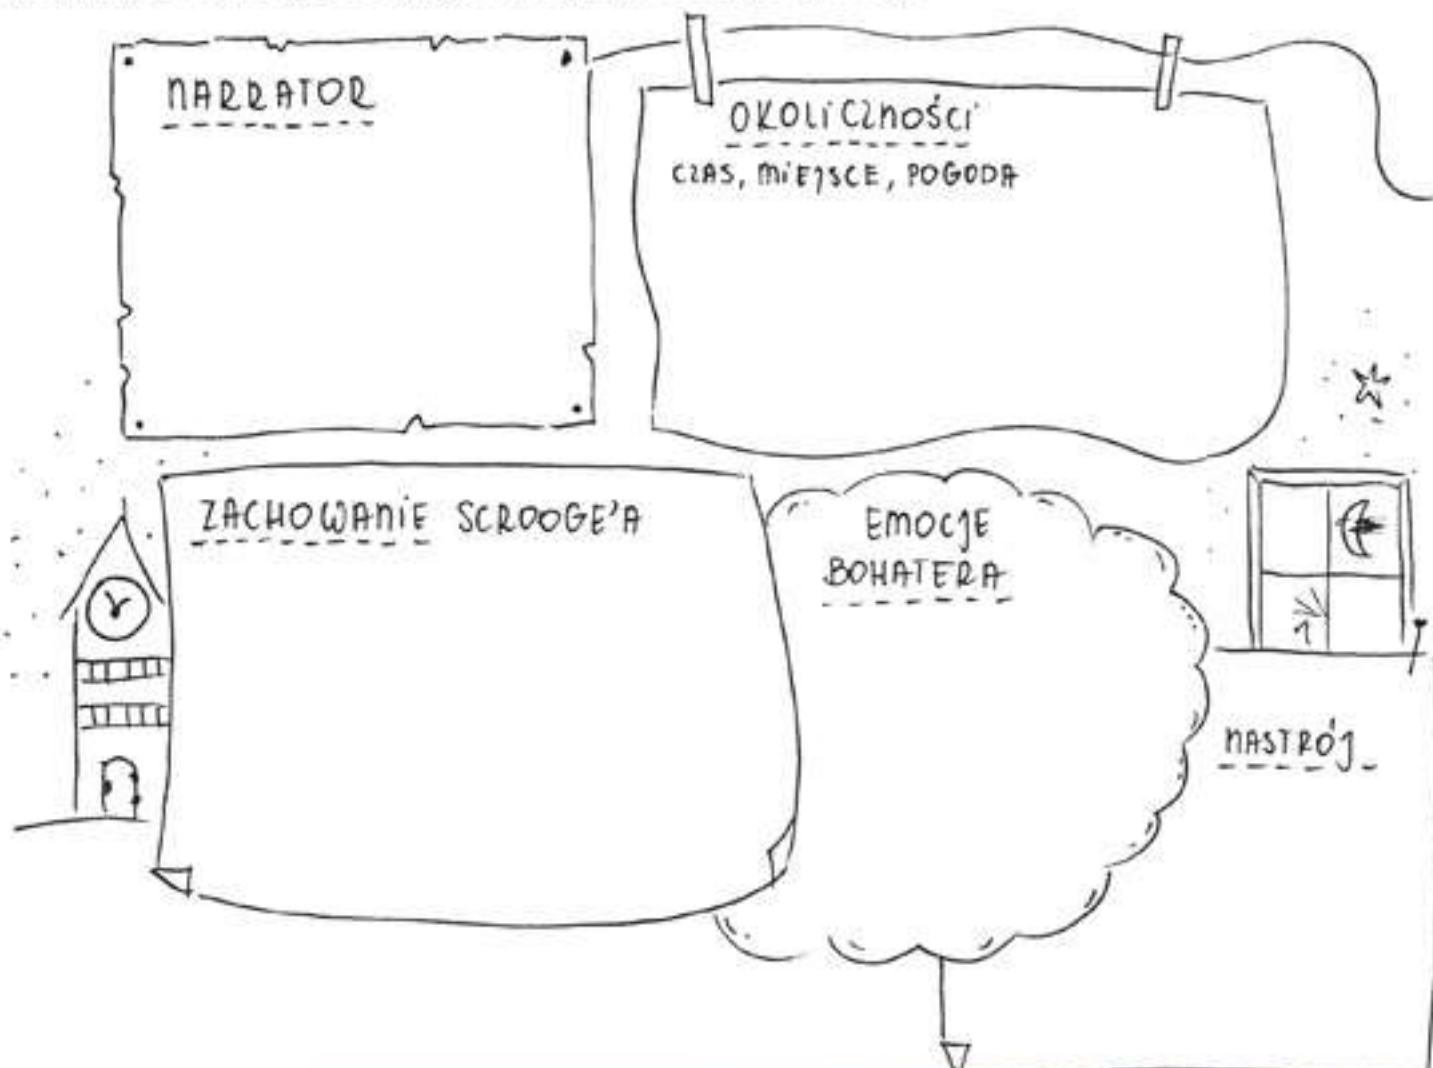 NARRATOR
OKOLICZNOŚCI
CZAS, MIEJSCE, POGODA
ZACHOWANIE SCROOGE'A
EMOCJE
BOHATERA
NASTRÓJ